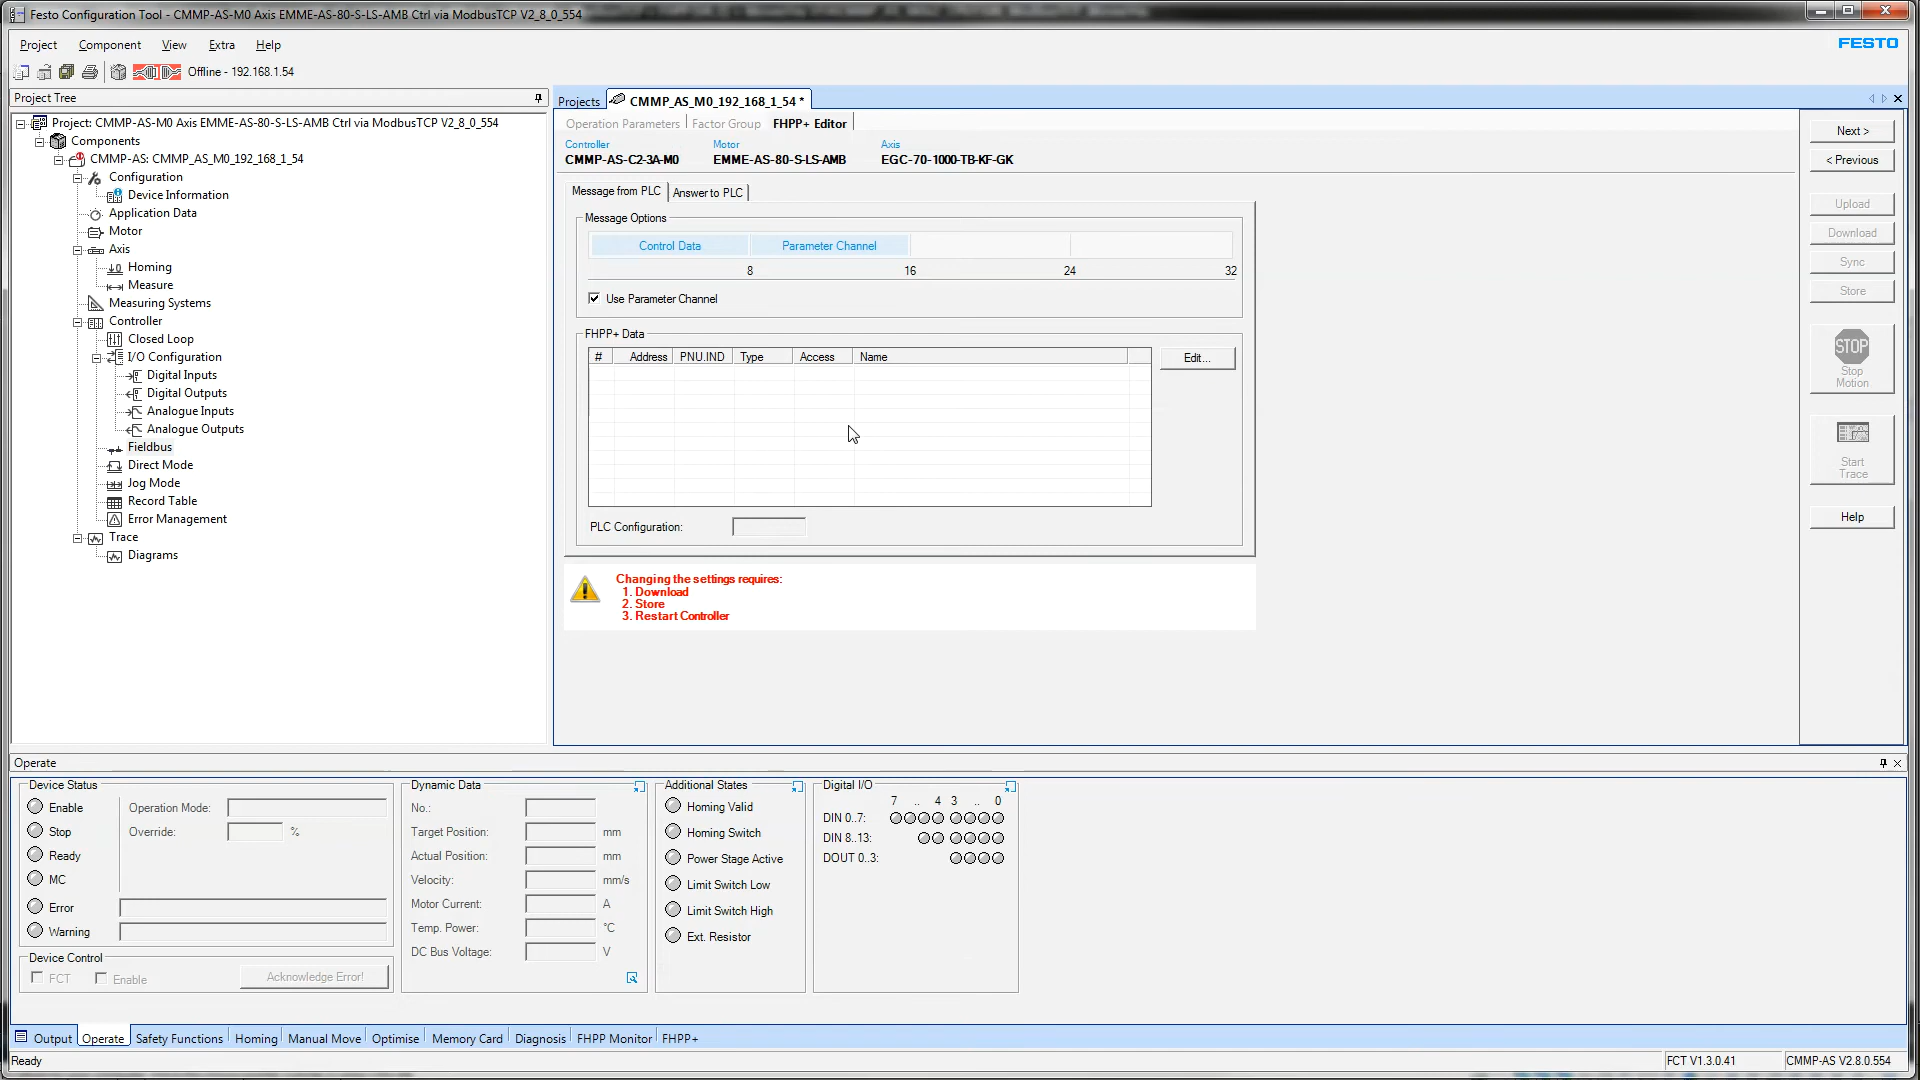 Festo Configuration Tool - CMMP-AS-M0 Axis EMME-AS-80-S-LS-AMB Ctrl via ModbusTCP V2_8_0_554
Project Component View Extra Help
FESTO
Offline - 192.168.1.54
Project Tree
Project: CMMP-AS-M0 Axis EMME-AS-80-S-LS-AMB Ctrl via ModbusTCP V2_8_0_554
Components
CMMP-AS: CMMP_AS_M0_192_168_1_54
Configuration
Device Information
Application Data
Motor
Axis
Homing
Measure
Measuring Systems
Controller
Closed Loop
I/O Configuration
Digital Inputs
Digital Outputs
Analogue Inputs
Analogue Outputs
Fieldbus
Direct Mode
Jog Mode
Record Table
Error Management
Trace
Diagrams
Projects CMMP_AS_M0_192_168_1_54 *
Operation Parameters Factor Group FHPP+ Editor
Controller Motor Axis
CMMP-AS-C2-3A-M0 EMME-AS-80-S-LS-AMB EGC-70-1000-TB-KF-GK
Message from PLC Answer to PLC
Message Options
Control Data Parameter Channel
8 16 24 32
Use Parameter Channel
FHPP+ Data
# Address PNU.IND Type Access Name
Edit...
PLC Configuration:
Changing the settings requires:
1. Download
2. Store
3. Restart Controller
Next >
< Previous
Upload
Download
Sync
Store
STOP
Stop
Motion
Start
Trace
Help
Operate
Device Status
Enable
Stop
Ready
MC
Error
Warning
Operation Mode:
Override: %
Device Control
FCT Enable Acknowledge Error!
Dynamic Data
No.:
Target Position: mm
Actual Position: mm
Velocity: mm/s
Motor Current: A
Temp. Power: °C
DC Bus Voltage: V
Additional States
Homing Valid
Homing Switch
Power Stage Active
Limit Switch Low
Limit Switch High
Ext. Resistor
Digital I/O
7 .. 4 3 .. 0
DIN 0..7:
DIN 8..13:
DOUT 0..3:
Output Operate Safety Functions Homing Manual Move Optimise Memory Card Diagnosis FHPP Monitor FHPP+
Ready
FCT V1.3.0.41 CMMP-AS V2.8.0.554